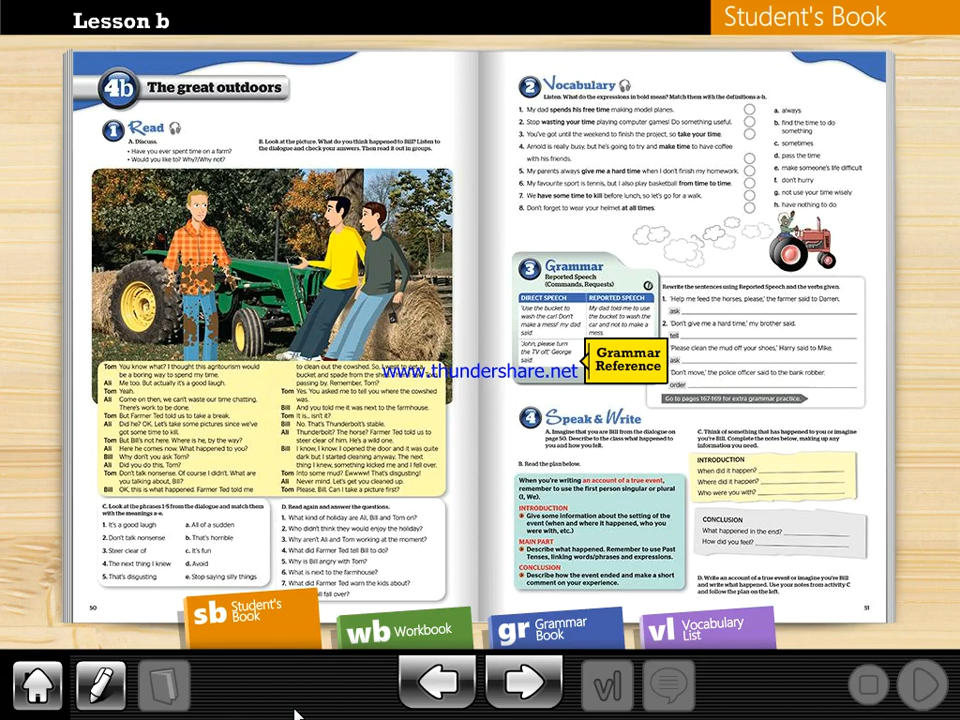 Lesson b
Student's Book
4b The great outdoors
1 Read
A. Discuss.
• Have you ever spent time on a farm?
• Would you like to? Why?/Why not?
B. Look at the picture. What do you think happened to Bill? Listen to
the dialogue and check your answers. Then read it out in groups.
Tom You know what? I thought this agritourism would
be a boring way to spend my time.
Ali Me too. But actually it's a good laugh.
Tom Yeah.
Ali Come on then, we can't waste our time chatting.
There's work to be done.
Tom But Farmer Ted told us to take a break.
Ali Did he? OK. Let's take some pictures since we've
got some time to kill.
Tom But Bill's not here. Where is he, by the way?
Ali Here he comes now. What happened to you?
Bill Why don't you ask Tom?
Ali Did you do this, Tom?
Tom Don't talk nonsense. Of course I didn't. What are
you talking about, Bill?
Bill OK, this is what happened. Farmer Ted told me
to clean out the cowshed. So, I went to get a
bucket and spade from the
passing by. Remember, Tom?
Tom Yes. You asked me to tell you where the cowshed
was.
Bill And you told me it was next to the farmhouse.
Tom It is, isn't it?
Bill No. That's Thunderbolt's stable.
Ali Thunderbolt? The horse? Farmer Ted told us to
steer clear of him. He's a wild one.
Bill I know, I know. I opened the door and it was quite
dark but I started cleaning anyway. The next
thing I knew, something kicked me and I fell over.
Tom Into some mud? Ewwww! That's disgusting!
Ali Never mind. Let's get you cleaned up.
Tom Please, Bill. Can I take a picture first?
C. Look at the phrases 1-5 from the dialogue and match them
with the meanings a-e.
1. It's a good laugh
2. Don't talk nonsense
3. Steer clear of
4. The next thing I knew
5. That's disgusting
a. All of a sudden
b. That's horrible
c. It's fun
d. Avoid
e. Stop saying silly things
D. Read again and answer the questions.
1. What kind of holiday are Ali, Bill and Tom on?
2. Who didn't think they would enjoy the holiday?
3. Why aren't Ali and Tom working at the moment?
4. What did Farmer Ted tell Bill to do?
5. Why is Bill angry with Tom?
6. What is next to the farmhouse?
7. What did Farmer Ted warn the kids about?
fall over?
50
2 Vocabulary
Listen. What do the expressions in bold mean? Match them with the definitions a-h.
1. My dad spends his free time making model planes.
2. Stop wasting your time playing computer games! Do something useful.
3. You've got until the weekend to finish the project, so take your time.
4. Arnold is really busy, but he's going to try and make time to have coffee
with his friends.
5. My parents always give me a hard time when I don't finish my homework.
6. My favourite sport is tennis, but I also play basketball from time to time.
7. We have some time to kill before lunch, so let's go for a walk.
8. Don't forget to wear your helmet at all times.
a. always
b. find the time to do
something
c. sometimes
d. pass the time
e. make someone's life difficult
f. don't hurry
g. not use your time wisely
h. have nothing to do
3 Grammar
Reported Speech
(Commands, Requests)
DIRECT SPEECH REPORTED SPEECH
'Use the bucket to
wash the car! Don't
make a mess!' my dad
said.
My dad told me to use
the bucket to wash the
car and not to make a
mess.
'John, please turn
the TV off,' George
said.
Grammar
Reference
www.thundershare.net
Rewrite the sentences using Reported Speech and the verbs given.
1. 'Help me feed the horses, please,' the farmer said to Darren.
ask
2. 'Don't give me a hard time,' my brother said.
tell
'Please clean the mud off your shoes,' Harry said to Mike.
ask
'Don't move,' the police officer said to the bank robber.
order
Go to pages 167-169 for extra grammar practice.
4 Speak & Write
A. Imagine that you are Bill from the dialogue on
page 50. Describe to the class what happened to
you and how you felt.
B. Read the plan below.
When you're writing an account of a true event,
remember to use the first person singular or plural
(I, We).
INTRODUCTION
Give some information about the setting of the
event (when and where it happened, who you
were with, etc.)
MAIN PART
Describe what happened. Remember to use Past
Tenses, linking words/phrases and expressions.
CONCLUSION
Describe how the event ended and make a short
comment on your experience.
C. Think of something that has happened to you or imagine
you're Bill. Complete the notes below, making up any
information you need.
INTRODUCTION
When did it happen?
Where did it happen?
Who were you with?
CONCLUSION
What happened in the end?
How did you feel?
D. Write an account of a true event or imagine you're Bill
and write what happened. Use your notes from activity C
and follow the plan on the left.
51
sb Student's
Book
wb Workbook
gr Grammar
Book
vl Vocabulary
List
vl